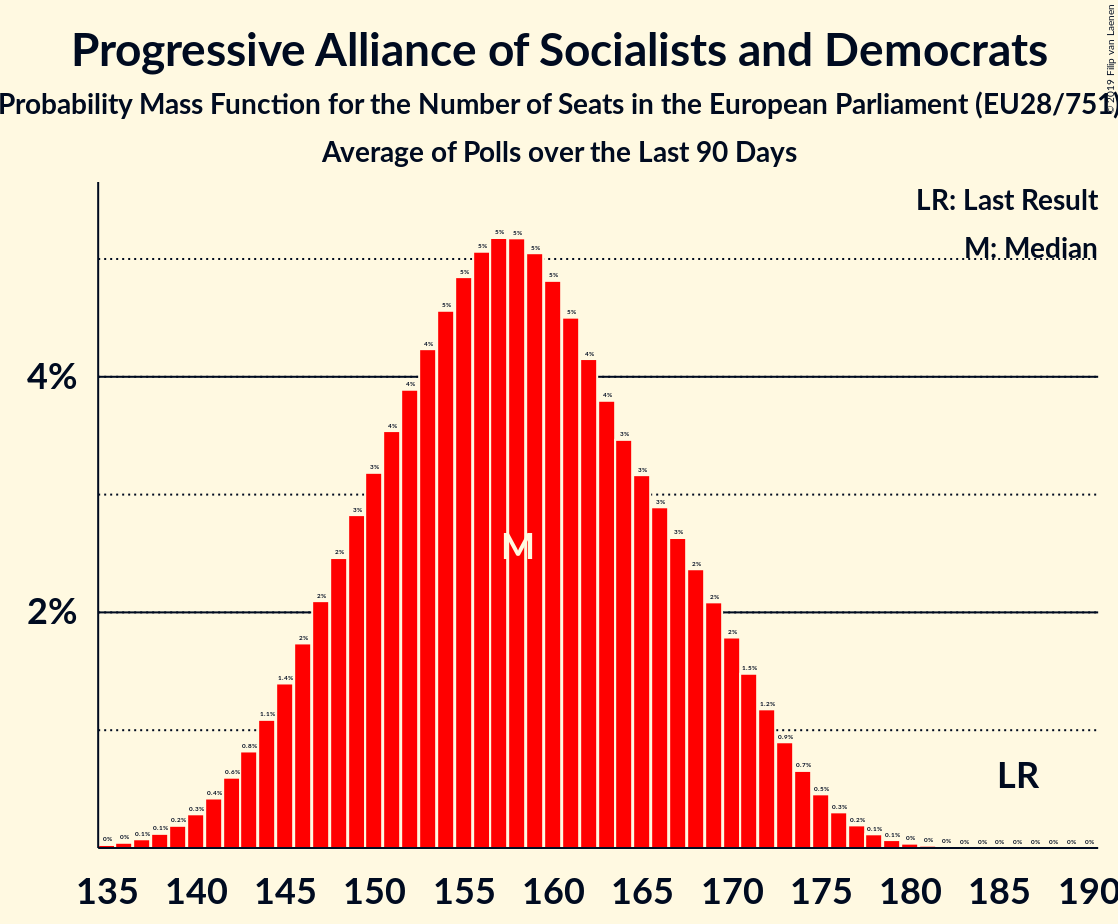 Progressive Alliance of Socialists and Democrats
Probability Mass Function for the Number of Seats in the European Parliament (EU28/751)
Average of Polls over the Last 90 Days
© 2019 Filip van Laenen
LR: Last Result
M: Median
4%
2%
0% 0% 0.1% 0.1% 0.2% 0.3% 0.4% 0.6% 0.8% 1.1% 1.4% 2% 2% 2% 3% 3% 4% 4% 4% 5% 5% 5% 5% 5% 5% 5% 5% 4% 4% 3% 3% 3% 3% 2% 2% 2% 1.5% 1.2% 0.9% 0.7% 0.5% 0.3% 0.2% 0.1% 0.1% 0% 0% 0% 0% 0% 0% 0% 0% 0% 0% 0%
M
LR
135 140 145 150 155 160 165 170 175 180 185 190